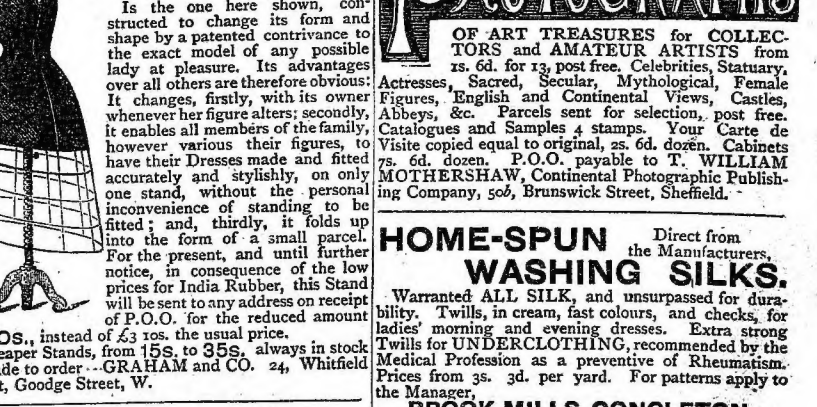 Is the one here shown, con-
structed to change its form and
shape by a patented contrivance to
the exact model of any possible
lady at pleasure. Its advantages
over all others are therefore obvious:
It changes, firstly, with its owner
whenever her figure alters; secondly,
it enables all members of the family,
however various their figures, to
have their Dresses made and fitted
accurately and stylishly, on only
one stand, without the personal
inconvenience of standing to be
fitted; and, thirdly, it folds up
into the form of a small parcel.
For the present, and until further
notice, in consequence of the low
prices for India Rubber, this Stand
will be sent to any address on receipt
of P.O.O. for the reduced amount
instead of £3 10s. the usual price.
Stands, from 15s. to 35s. always in stock
to order---GRAHAM and CO. 24, Whitfield
Goodge Street, W.
OF ART TREASURES for COLLEC-
TORS and AMATEUR ARTISTS from
1s. 6d. for 13, post free. Celebrities, Statuary,
Actresses, Sacred, Secular, Mythological, Female
Figures, English and Continental Views, Castles,
Abbeys, &c. Parcels sent for selection, post free.
Catalogues and Samples 4 stamps. Your Carte de
Visite copied equal to original, 2s. 6d. dozen. Cabinets
7s. 6d. dozen. P.O.O. payable to T. WILLIAM
MOTHERSHAW, Continental Photographic Publish-
ing Company, 50b, Brunswick Street, Sheffield.
HOME-SPUN Direct from
the Manufacturers,
WASHING SILKS.
Warranted ALL SILK, and unsurpassed for dura-
bility. Twills, in cream, fast colours, and checks, for
ladies' morning and evening dresses. Extra strong
Twills for UNDERCLOTHING, recommended by the
Medical Profession as a preventive of Rheumatism.
Prices from 3s. 3d. per yard. For patterns apply to
the Manager,
BROOK MILLS CONGLETON